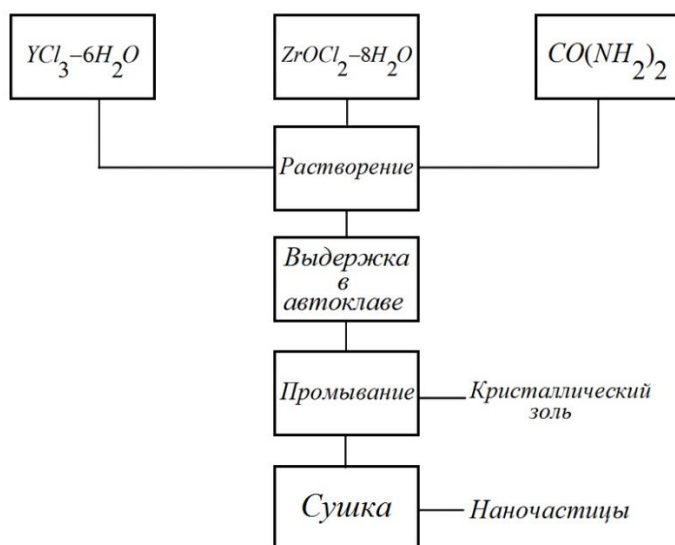 YCl₃–6H₂O
ZrOCl₂–8H₂O
CO(NH₂)₂
Растворение
Выдержка
в
автоклаве
Промывание
Кристаллический
золь
Сушка
Наночастицы